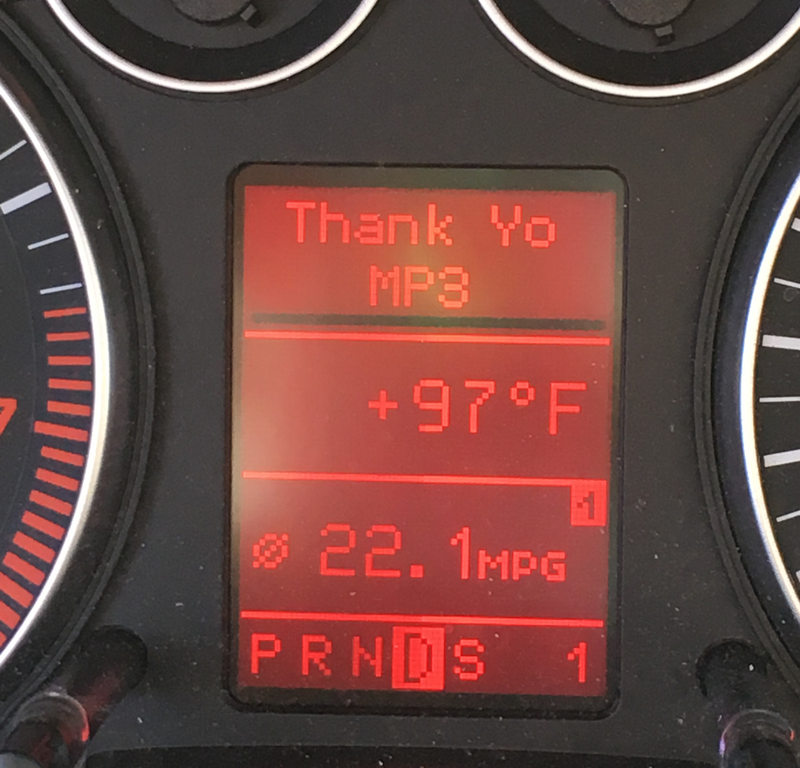 Thank Yo
MP3
+97°F
1
ø 22.1MPG
PRNDS 1